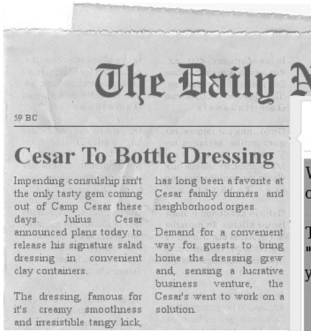 The Daily N
59 BC
Cesar To Bottle Dressing
Impending consulship isn't
the only tasty gem coming
out of Camp Cesar these
days. Julius Cesar
announced plans today to
release his signature salad
dressing in convenient
clay containers.
The dressing, famous for
it's creamy smoothness
and irresistible tangy kick,
has long been a favorite at
Cesar family dinners and
neighborhood orgies.
Demand for a convenient
way for guests to bring
home the dressing grew
and, sensing a lucrative
business venture, the
Cesar's went to work on a
solution.